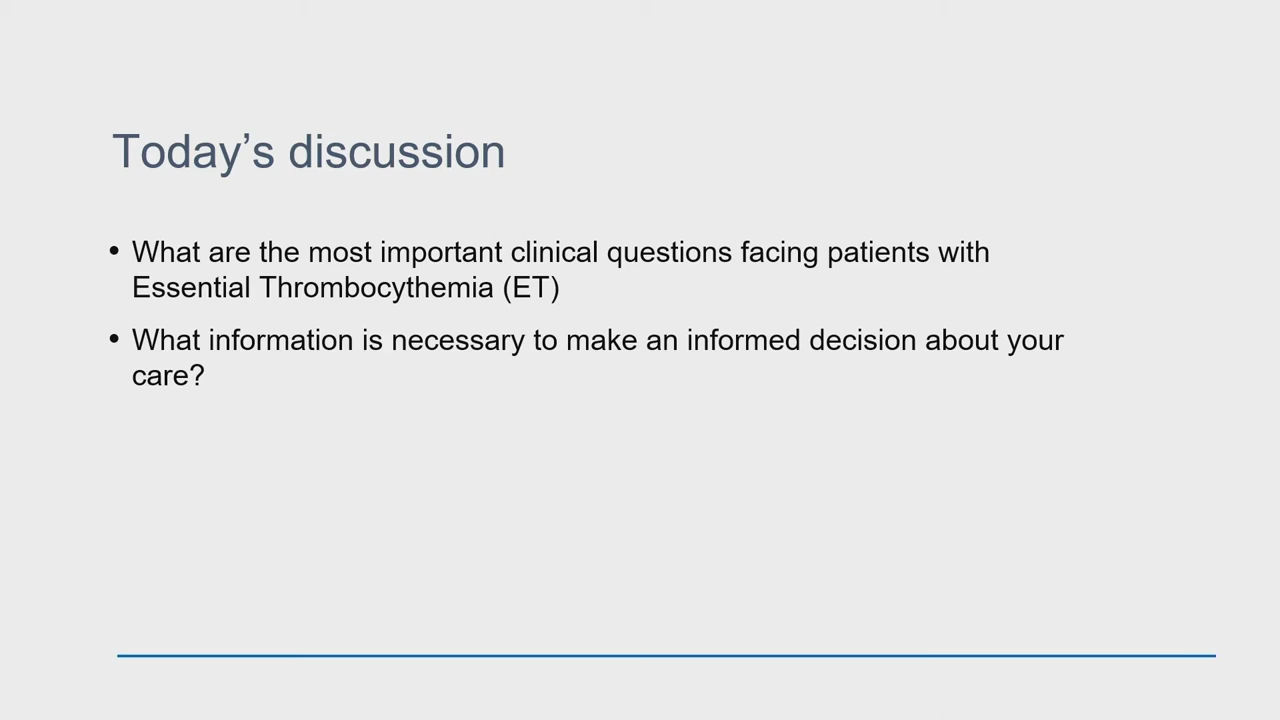 Today’s discussion
• What are the most important clinical questions facing patients with
Essential Thrombocythemia (ET)
• What information is necessary to make an informed decision about your
care?